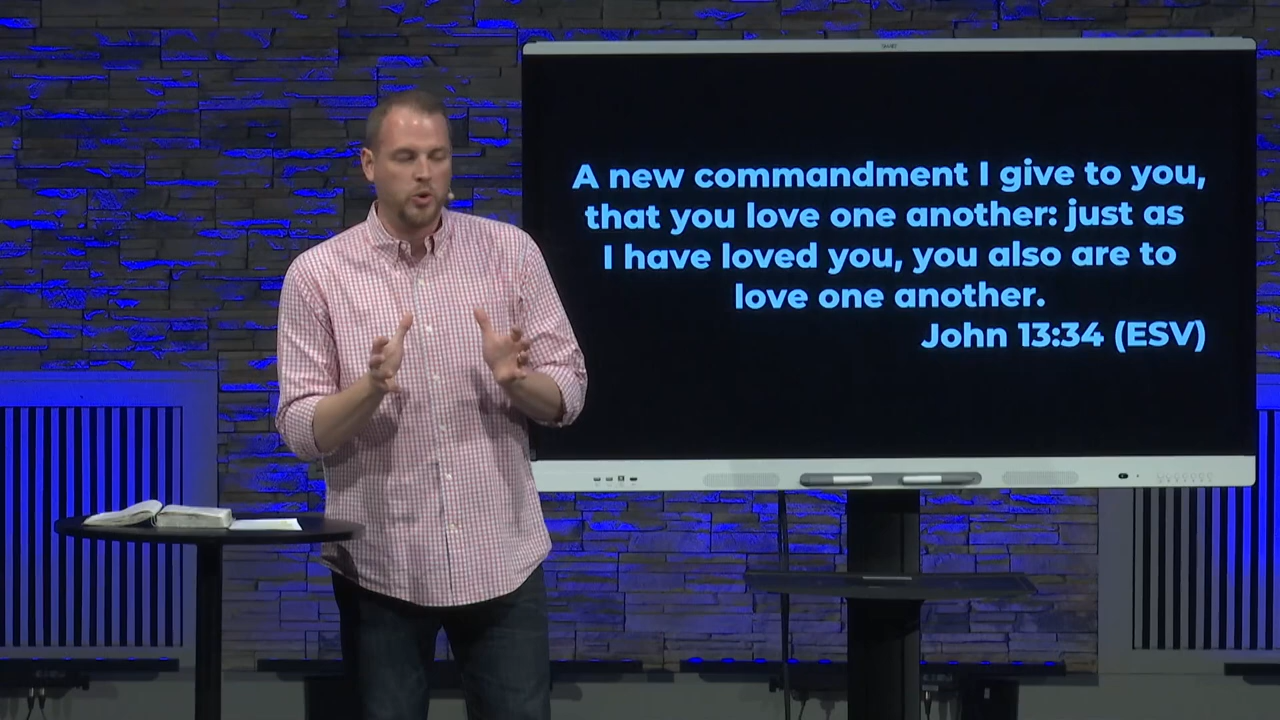 SMART
A new commandment I give to you,
that you love one another: just as
I have loved you, you also are to
love one another.
John 13:34 (ESV)